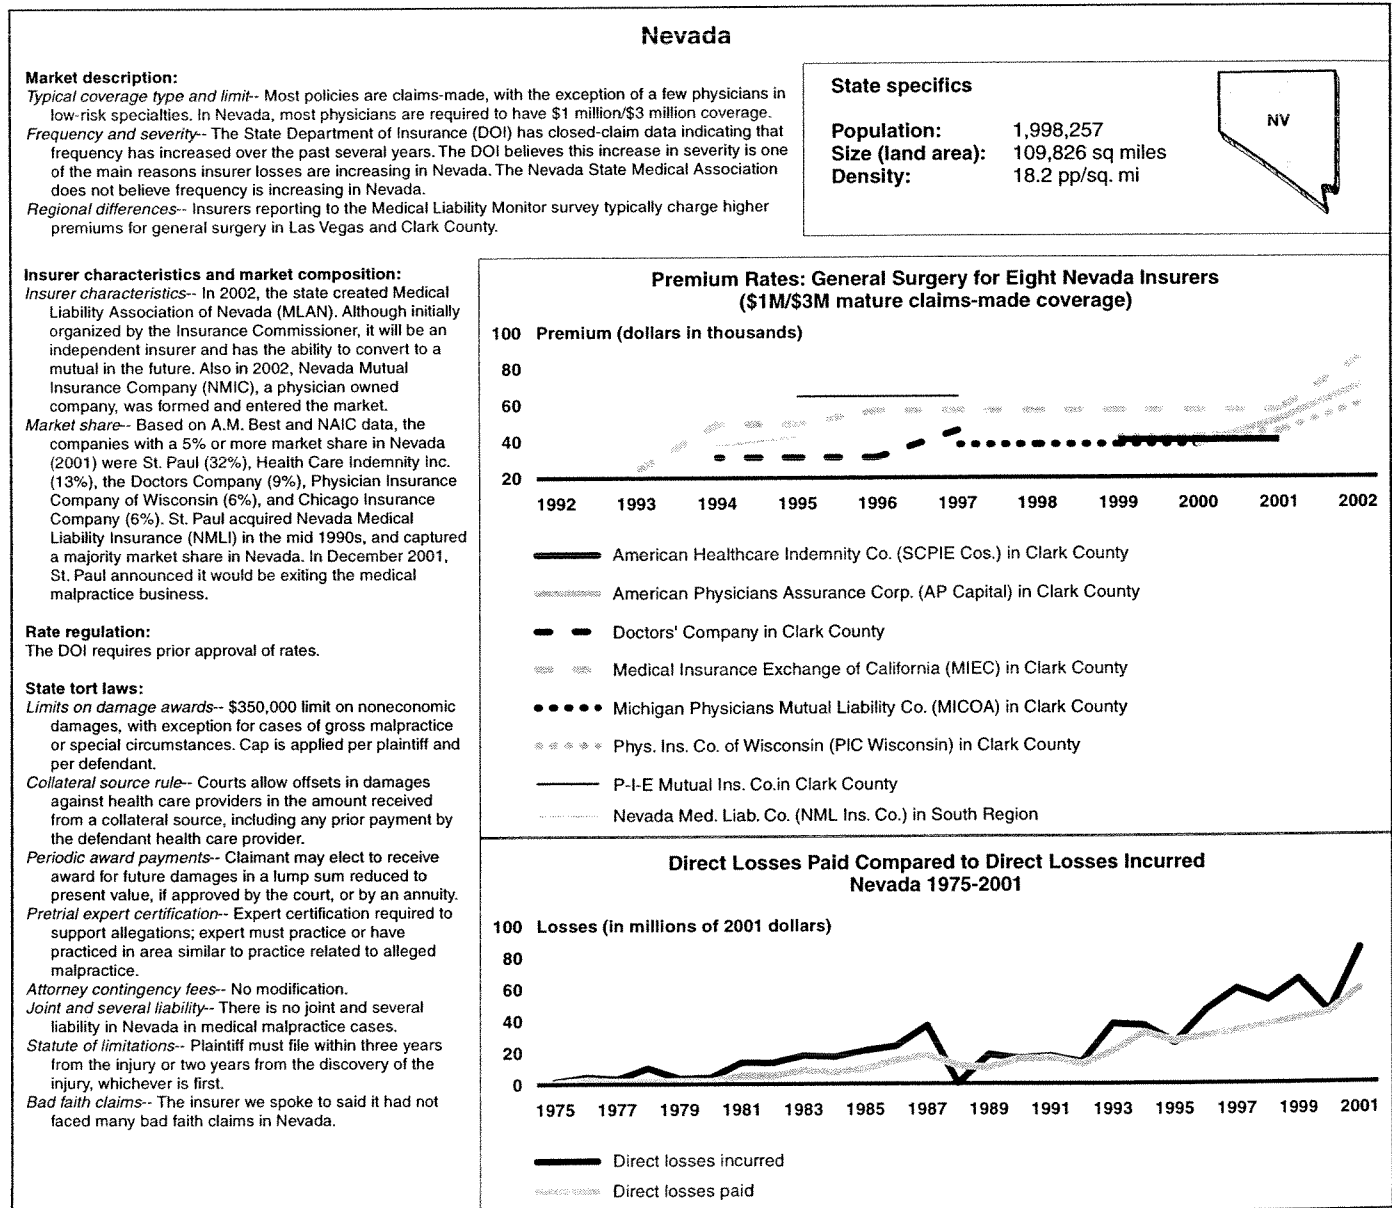 Nevada
Market description:
Typical coverage type and limit-- Most policies are claims-made, with the exception of a few physicians in
low-risk specialties. In Nevada, most physicians are required to have $1 million/$3 million coverage.
Frequency and severity-- The State Department of Insurance (DOI) has closed-claim data indicating that
frequency has increased over the past several years. The DOI believes this increase in severity is one
of the main reasons insurer losses are increasing in Nevada. The Nevada State Medical Association
does not believe frequency is increasing in Nevada.
Regional differences-- Insurers reporting to the Medical Liability Monitor survey typically charge higher
premiums for general surgery in Las Vegas and Clark County.
State specifics
Population: 1,998,257
Size (land area): 109,826 sq miles
Density: 18.2 pp/sq. mi
NV
Insurer characteristics and market composition:
Insurer characteristics-- In 2002, the state created Medical
Liability Association of Nevada (MLAN). Although initially
organized by the Insurance Commissioner, it will be an
independent insurer and has the ability to convert to a
mutual in the future. Also in 2002, Nevada Mutual
Insurance Company (NMIC), a physician owned
company, was formed and entered the market.
Market share-- Based on A.M. Best and NAIC data, the
companies with a 5% or more market share in Nevada
(2001) were St. Paul (32%), Health Care Indemnity Inc.
(13%), the Doctors Company (9%), Physician Insurance
Company of Wisconsin (6%), and Chicago Insurance
Company (6%). St. Paul acquired Nevada Medical
Liability Insurance (NMLI) in the mid 1990s, and captured
a majority market share in Nevada. In December 2001,
St. Paul announced it would be exiting the medical
malpractice business.
Rate regulation:
The DOI requires prior approval of rates.
State tort laws:
Limits on damage awards-- $350,000 limit on noneconomic
damages, with exception for cases of gross malpractice
or special circumstances. Cap is applied per plaintiff and
per defendant.
Collateral source rule-- Courts allow offsets in damages
against health care providers in the amount received
from a collateral source, including any prior payment by
the defendant health care provider.
Periodic award payments-- Claimant may elect to receive
award for future damages in a lump sum reduced to
present value, if approved by the court, or by an annuity.
Pretrial expert certification-- Expert certification required to
support allegations; expert must practice or have
practiced in area similar to practice related to alleged
malpractice.
Attorney contingency fees-- No modification.
Joint and several liability-- There is no joint and several
liability in Nevada in medical malpractice cases.
Statute of limitations-- Plaintiff must file within three years
from the injury or two years from the discovery of the
injury, whichever is first.
Bad faith claims-- The insurer we spoke to said it had not
faced many bad faith claims in Nevada.
Premium Rates: General Surgery for Eight Nevada Insurers
($1M/$3M mature claims-made coverage)
100 Premium (dollars in thousands)
80
60
40
20
1992 1993 1994 1995 1996 1997 1998 1999 2000 2001 2002
American Healthcare Indemnity Co. (SCPIE Cos.) in Clark County
American Physicians Assurance Corp. (AP Capital) in Clark County
Doctors' Company in Clark County
Medical Insurance Exchange of California (MIEC) in Clark County
Michigan Physicians Mutual Liability Co. (MICOA) in Clark County
Phys. Ins. Co. of Wisconsin (PIC Wisconsin) in Clark County
P-I-E Mutual Ins. Co.in Clark County
Nevada Med. Liab. Co. (NML Ins. Co.) in South Region
Direct Losses Paid Compared to Direct Losses Incurred
Nevada 1975-2001
100 Losses (in millions of 2001 dollars)
80
60
40
20
0
1975 1977 1979 1981 1983 1985 1987 1989 1991 1993 1995 1997 1999 2001
Direct losses incurred
Direct losses paid